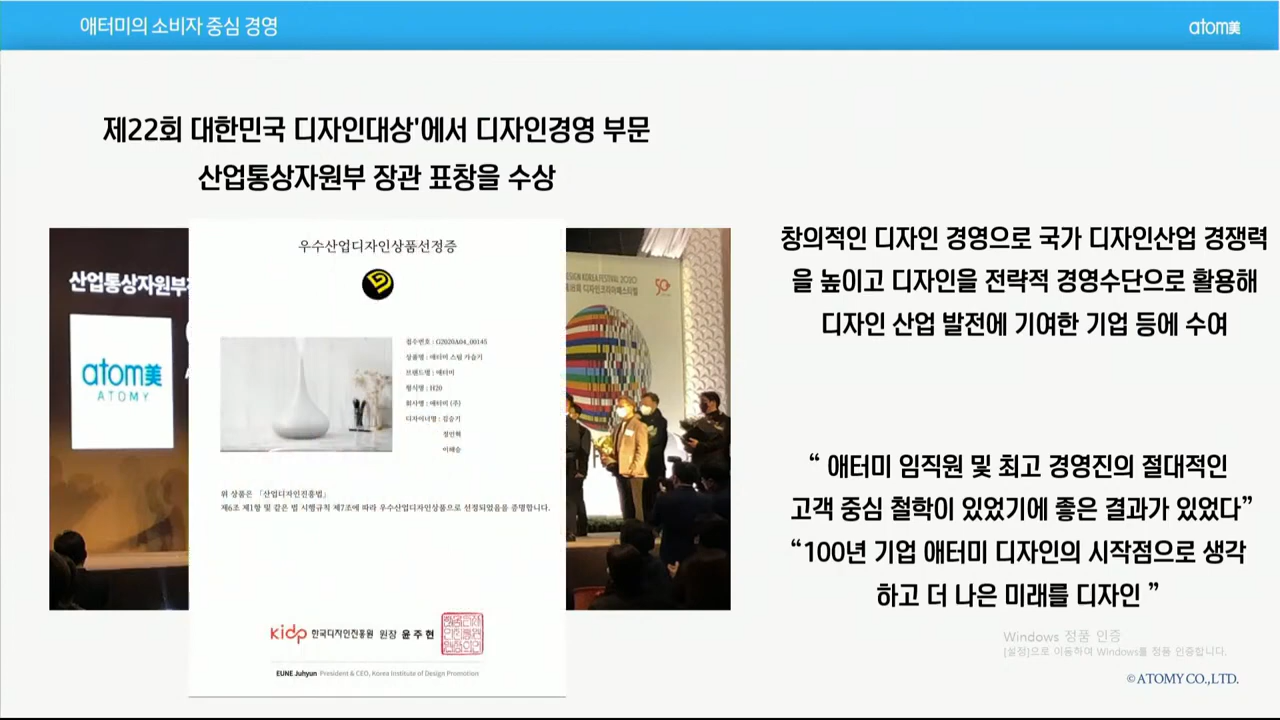 애터미의 소비자 중심 경영
atom美
제22회 대한민국 디자인대상'에서 디자인경영 부문
산업통상자원부 장관 표창을 수상
산업통상자원부
atom美
ATOMY
우수산업디자인상품선정증
접수번호 : G2020A04_00145
상품명 : 애터미 스팀 가습기
브랜드명 : 애터미
형식명 : H20
회사명 : 애터미 (주)
디자이너명 : 김승기
정민혁
이해승
위 상품은 「산업디자인진흥법」
제6조 제1항 및 같은 법 시행규칙 제7조에 따라 우수산업디자인상품으로 선정되었음을 증명합니다.
kidp 한국디자인진흥원 원장 윤주현
EUNE Juhyun President & CEO, Korea Institute of Design Promotion
DESIGN KOREA FESTIVAL 2020
디자인코리아페스티벌
50
창의적인 디자인 경영으로 국가 디자인산업 경쟁력
을 높이고 디자인을 전략적 경영수단으로 활용해
디자인 산업 발전에 기여한 기업 등에 수여
“ 애터미 임직원 및 최고 경영진의 절대적인
고객 중심 철학이 있었기에 좋은 결과가 있었다”
“100년 기업 애터미 디자인의 시작점으로 생각
하고 더 나은 미래를 디자인 ”
Windows 정품 인증
[설정]으로 이동하여 Windows를 정품 인증합니다.
©ATOMY CO.,LTD.